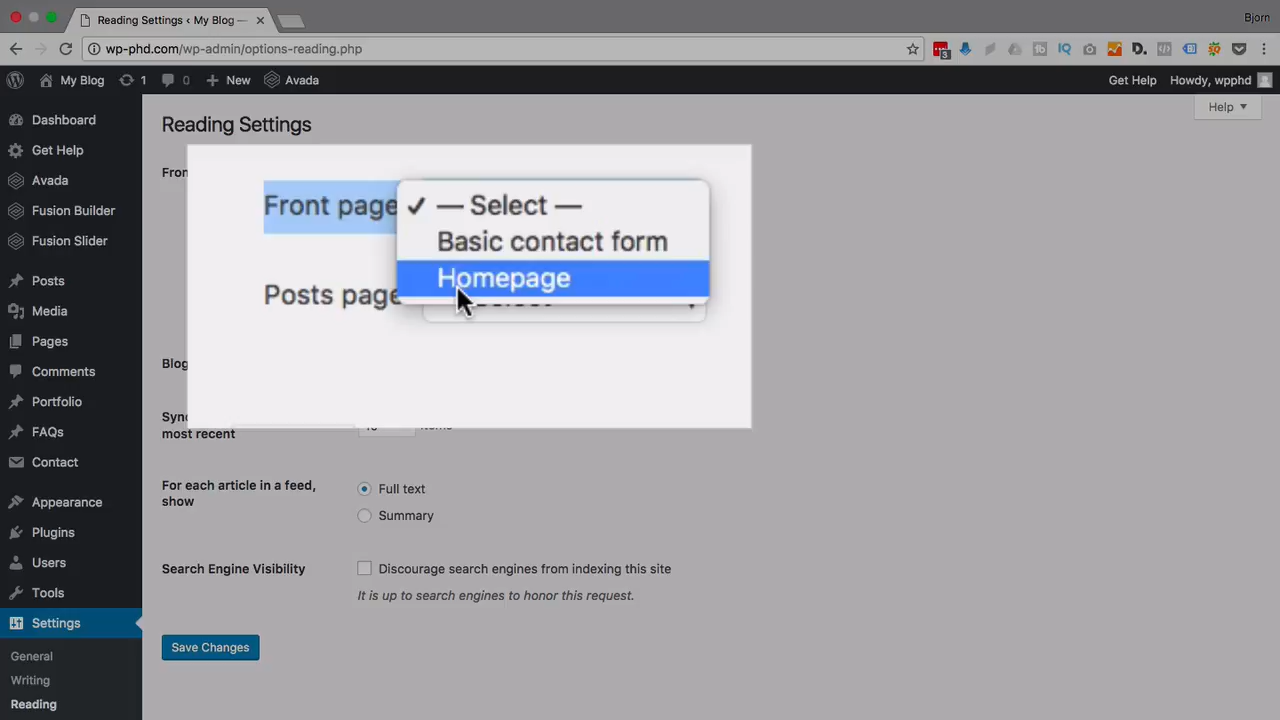 Reading Settings ‹ My Blog —
Bjorn
wp-phd.com/wp-admin/options-reading.php
3
My Blog 1 0 New Avada
Get Help Howdy, wpphd
Help
Dashboard
Get Help
Avada
Fusion Builder
Fusion Slider
Posts
Media
Pages
Comments
Portfolio
FAQs
Contact
Appearance
Plugins
Users
Tools
Settings
General
Writing
Reading
Reading Settings
Fron
Front page
✓ — Select —
Basic contact form
Homepage
Posts page
Blog
Sync
most recent
For each article in a feed,
show
Full text
Summary
Search Engine Visibility
Discourage search engines from indexing this site
It is up to search engines to honor this request.
Save Changes